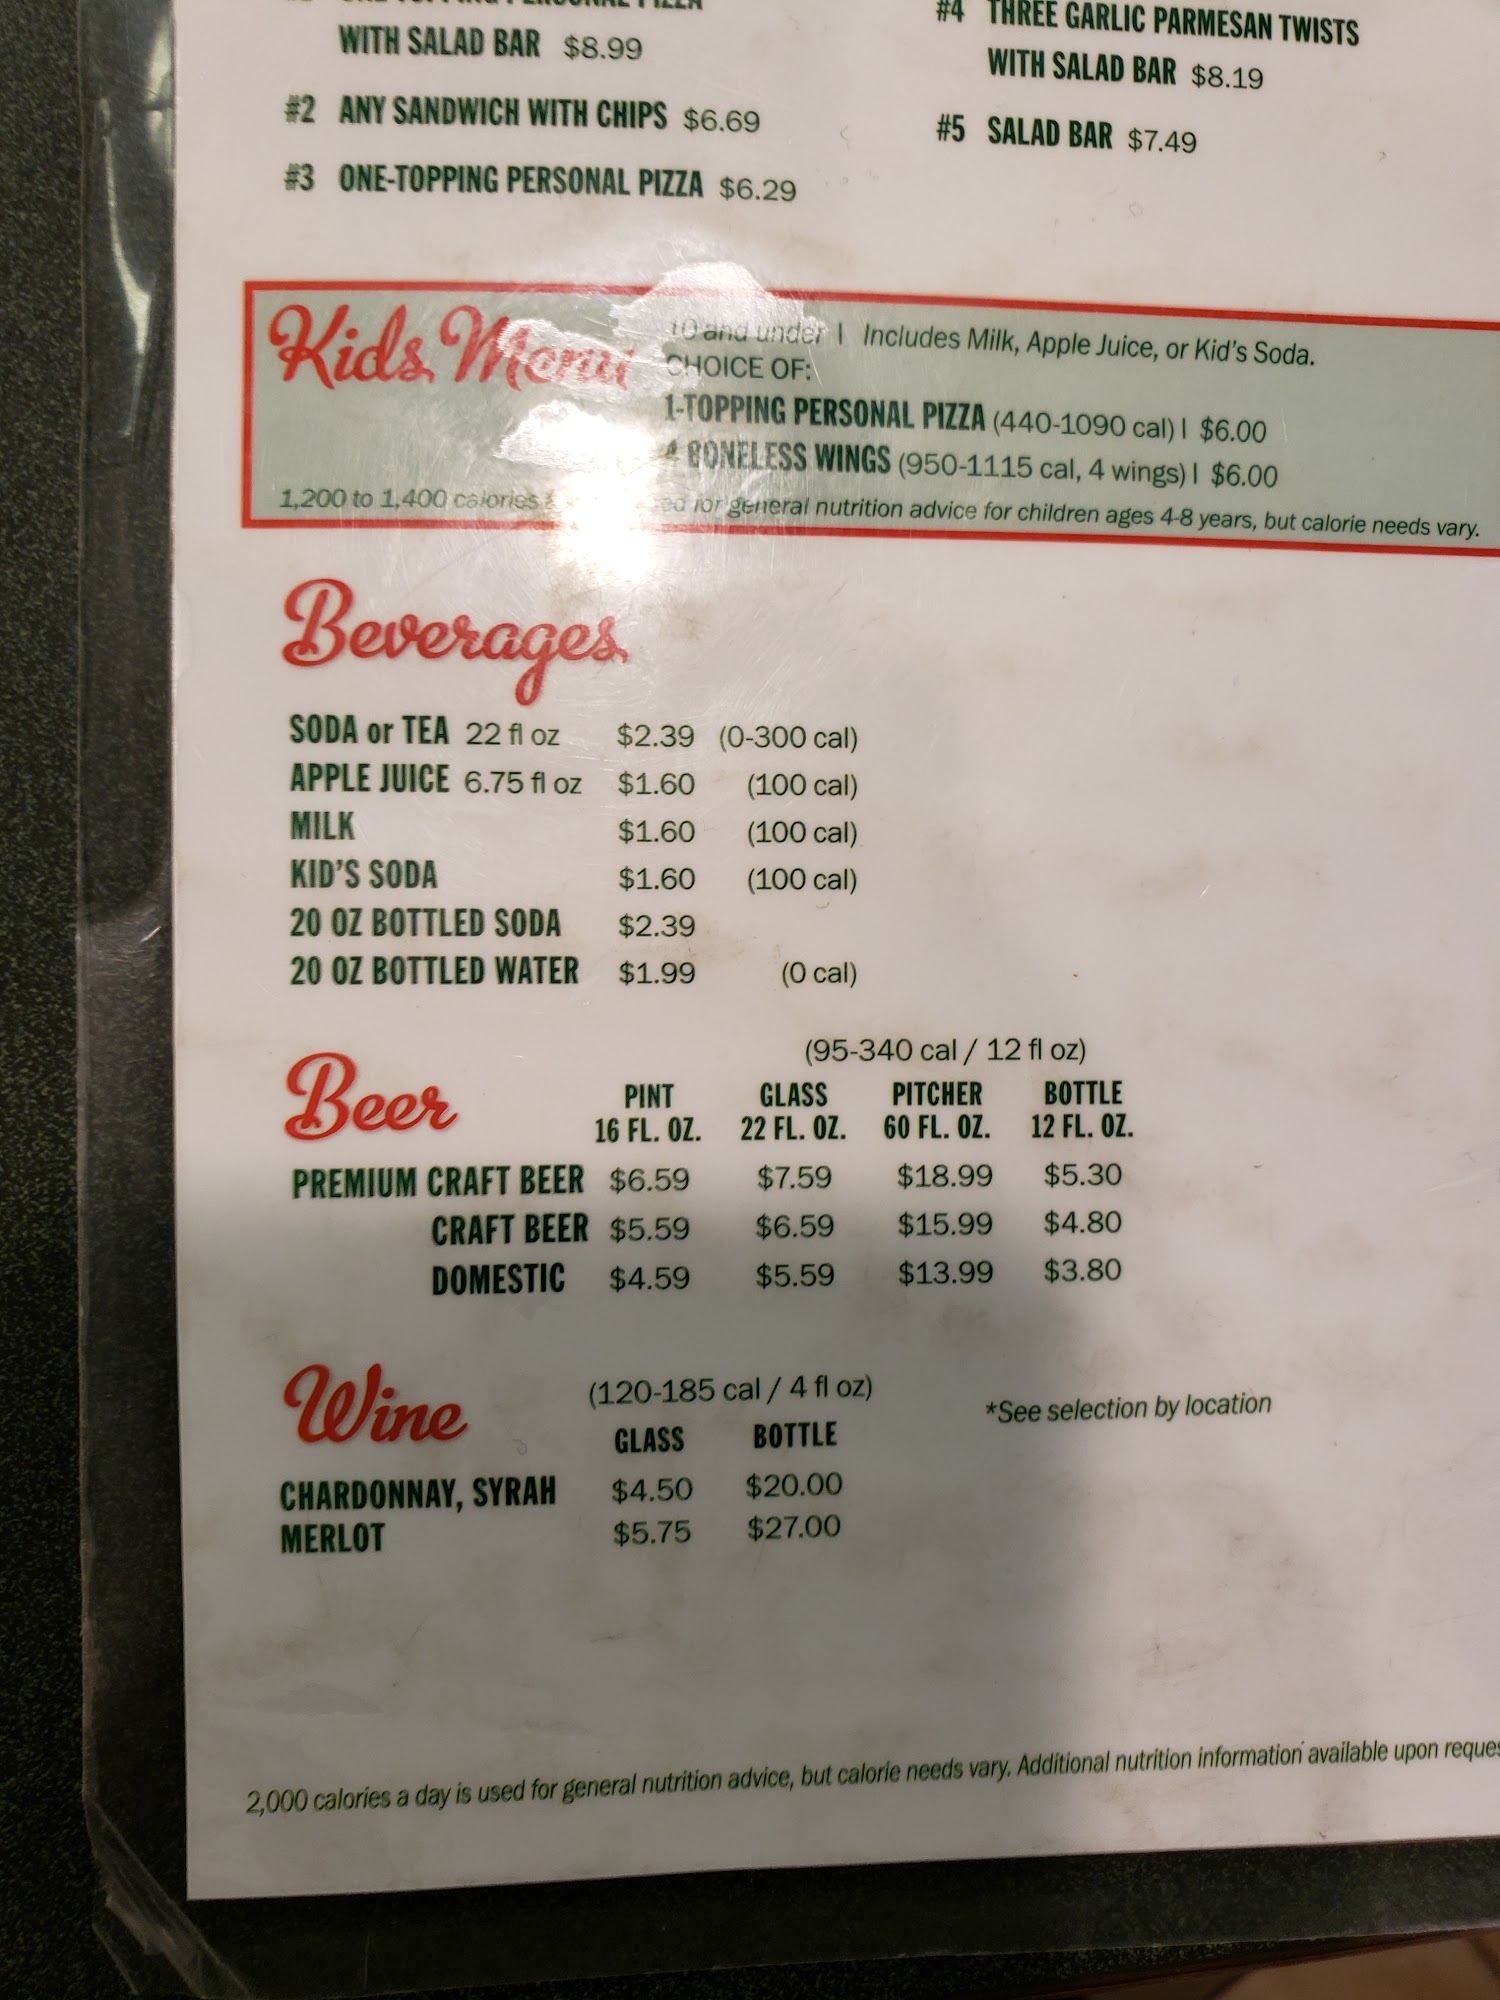 ONE-TOPPING PERSONAL PIZZA
WITH SALAD BAR $8.99
#2 ANY SANDWICH WITH CHIPS $6.69
#3 ONE-TOPPING PERSONAL PIZZA $6.29
#4 THREE GARLIC PARMESAN TWISTS
WITH SALAD BAR $8.19
#5 SALAD BAR $7.49
Kids Menu
10 and under | Includes Milk, Apple Juice, or Kid's Soda.
CHOICE OF:
1-TOPPING PERSONAL PIZZA (440-1090 cal) | $6.00
4 BONELESS WINGS (950-1115 cal, 4 wings) | $6.00
1,200 to 1,400 calories for general nutrition advice for children ages 4-8 years, but calorie needs vary.
Beverages
SODA or TEA 22 fl oz $2.39 (0-300 cal)
APPLE JUICE 6.75 fl oz $1.60 (100 cal)
MILK $1.60 (100 cal)
KID'S SODA $1.60 (100 cal)
20 OZ BOTTLED SODA $2.39
20 OZ BOTTLED WATER $1.99 (0 cal)
Beer
(95-340 cal / 12 fl oz)
PINT GLASS PITCHER BOTTLE
16 FL. OZ. 22 FL. OZ. 60 FL. OZ. 12 FL. OZ.
PREMIUM CRAFT BEER $6.59 $7.59 $18.99 $5.30
CRAFT BEER $5.59 $6.59 $15.99 $4.80
DOMESTIC $4.59 $5.59 $13.99 $3.80
Wine
(120-185 cal / 4 fl oz)
*See selection by location
GLASS BOTTLE
CHARDONNAY, SYRAH $4.50 $20.00
MERLOT $5.75 $27.00
2,000 calories a day is used for general nutrition advice, but calorie needs vary. Additional nutrition information available upon reques